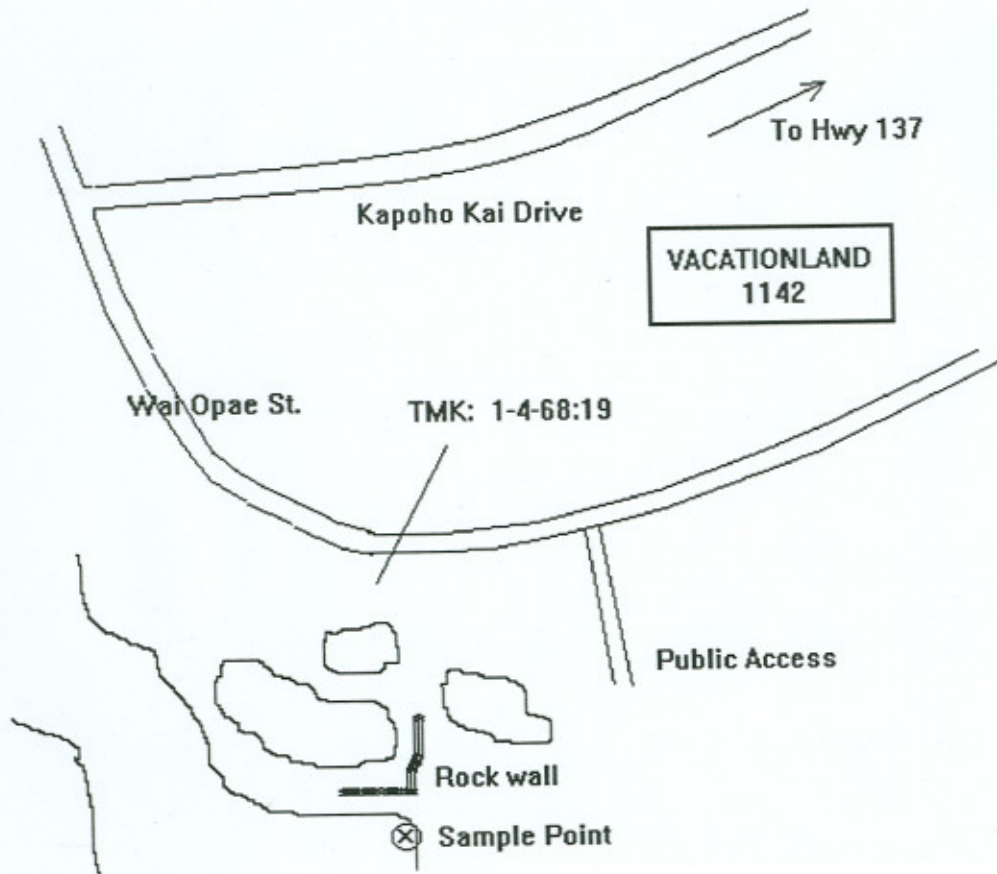 To Hwy 137
Kapoho Kai Drive
VACATIONLAND
1142
Wai Opae St.
TMK: 1-4-68:19
Public Access
Rock wall
Sample Point